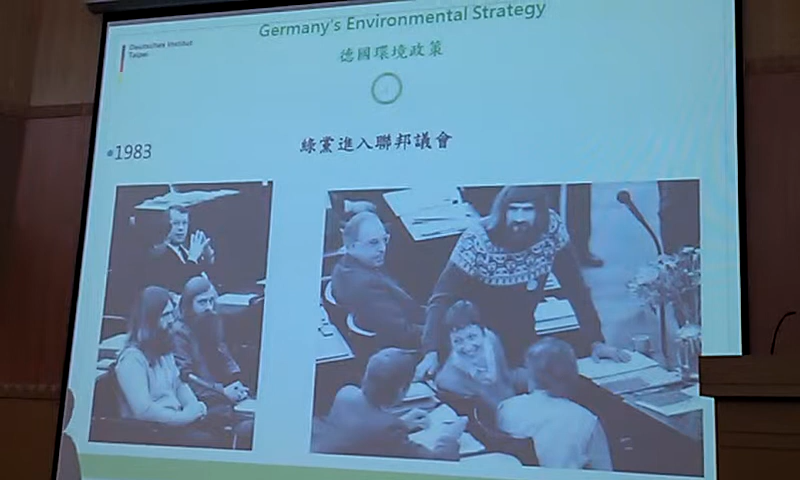 Germany's Environmental Strategy
Deutsches Institut
Taipei
德國環境政策
•1983
綠黨進入聯邦議會